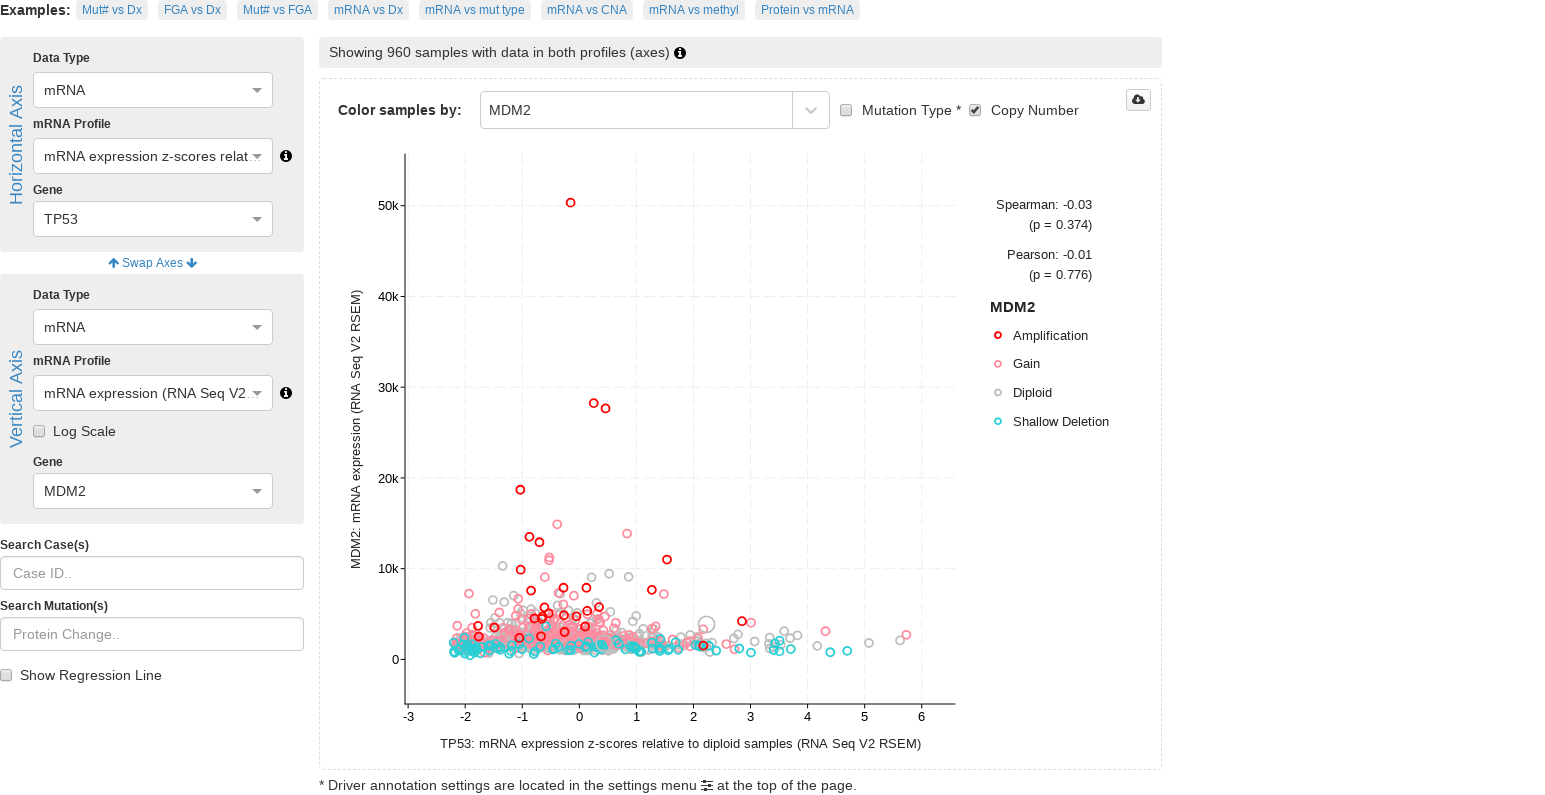 Examples: Mut# vs Dx FGA vs Dx Mut# vs FGA mRNA vs Dx mRNA vs mut type mRNA vs CNA mRNA vs methyl Protein vs mRNA
Horizontal Axis
Data Type
mRNA
mRNA Profile
mRNA expression z-scores relat…
Gene
TP53
Swap Axes
Vertical Axis
Data Type
mRNA
mRNA Profile
mRNA expression (RNA Seq V2…
Log Scale
Gene
MDM2
Search Case(s)
Case ID..
Search Mutation(s)
Protein Change..
Show Regression Line
Showing 960 samples with data in both profiles (axes)
Color samples by: MDM2 Mutation Type * Copy Number
MDM2: mRNA expression (RNA Seq V2 RSEM)
50k
40k
30k
20k
10k
0
-3 -2 -1 0 1 2 3 4 5 6
TP53: mRNA expression z-scores relative to diploid samples (RNA Seq V2 RSEM)
Spearman: -0.03
(p = 0.374)
Pearson: -0.01
(p = 0.776)
MDM2
Amplification
Gain
Diploid
Shallow Deletion
* Driver annotation settings are located in the settings menu at the top of the page.